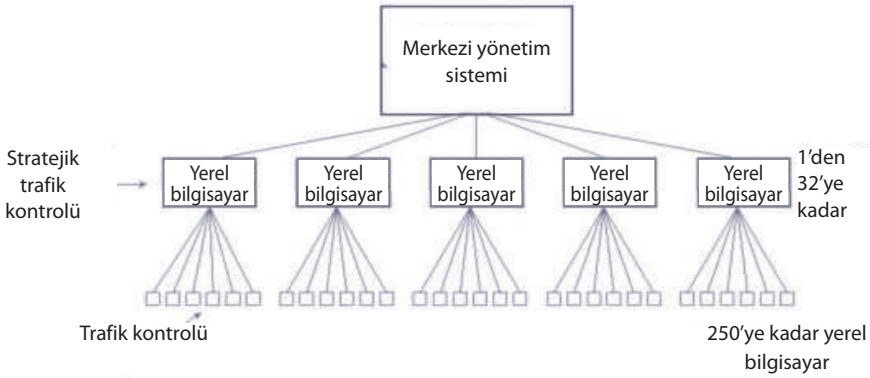 Merkezi yönetim
sistemi
Stratejik
trafik
kontrolü
Yerel
bilgisayar
Yerel
bilgisayar
Yerel
bilgisayar
Yerel
bilgisayar
Yerel
bilgisayar
1'den
32'ye
kadar
Trafik kontrolü
250'ye kadar yerel
bilgisayar